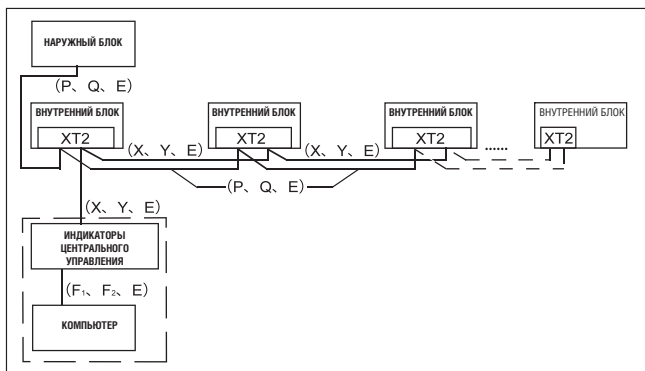 НАРУЖНЫЙ БЛОК
(P、Q、E)
ВНУТРЕННИЙ БЛОК
XT2
ВНУТРЕННИЙ БЛОК
XT2
ВНУТРЕННИЙ БЛОК
XT2
......
ВНУТРЕННИЙ БЛОК
XT2
(X、Y、E)
(X、Y、E)
(P、Q、E)
(X、Y、E)
ИНДИКАТОРЫ
ЦЕНТРАЛЬНОГО
УПРАВЛЕНИЯ
(F₁、F₂、E)
КОМПЬЮТЕР